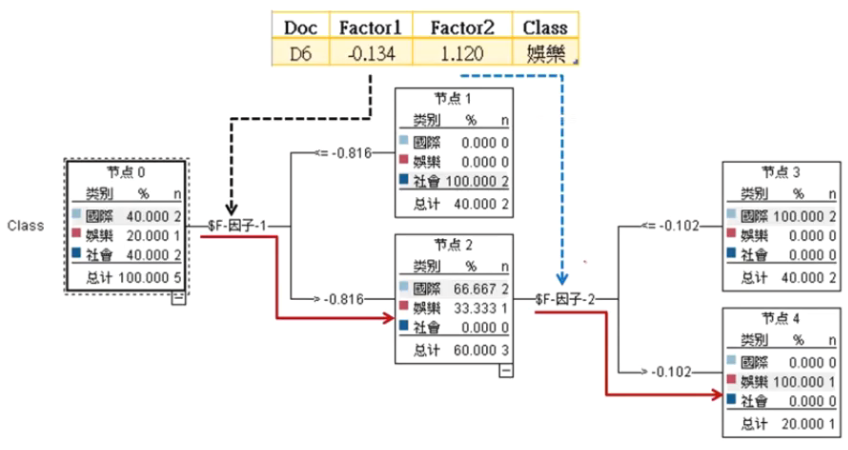 Doc Factor1 Factor2 Class
D6 -0.134 1.120 娛樂
Class
节点 0
类别 % n
國際 40.000 2
娛樂 20.000 1
社會 40.000 2
总计 100.000 5
$F-因子-1
<= -0.816
> -0.816
节点 1
类别 % n
國際 0.000 0
娛樂 0.000 0
社會 100.000 2
总计 40.000 2
节点 2
类别 % n
國際 66.667 2
娛樂 33.333 1
社會 0.000 0
总计 60.000 3
$F-因子-2
<= -0.102
> -0.102
节点 3
类别 % n
國際 100.000 2
娛樂 0.000 0
社會 0.000 0
总计 40.000 2
节点 4
类别 % n
國際 0.000 0
娛樂 100.000 1
社會 0.000 0
总计 20.000 1